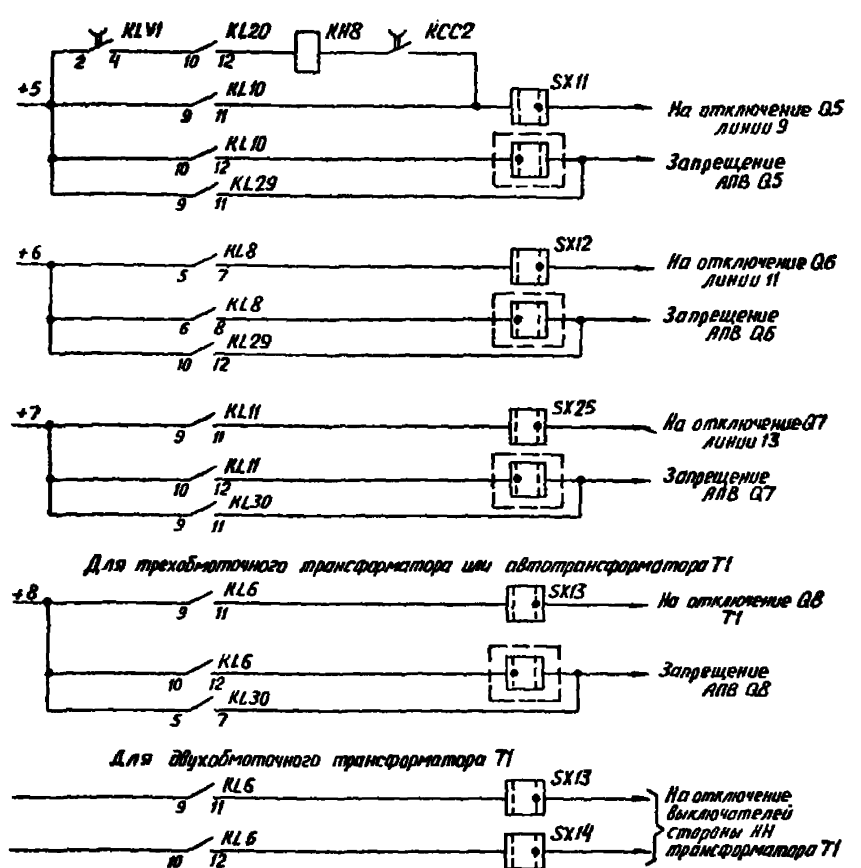 KLV1 KL20 KH8 KCC2
2 4 10 12
+5 KL10 SX11
9 11 На отключение Q5
линии 9
KL10
10 12 Запрещение
АПВ Q5
KL29
9 11
+6 KL8 SX12
5 7 На отключение Q6
линии 11
KL8
6 8 Запрещение
АПВ Q6
KL29
10 12
+7 KL11 SX25
9 11 На отключение Q7
линии 13
KL11
10 12 Запрещение
АПВ Q7
KL30
9 11
Для трехобмоточного трансформатора или автотрансформатора T1
+8 KL6 SX13
9 11 На отключение Q8
T1
KL6
10 12 Запрещение
АПВ Q8
KL30
5 7
Для двухобмоточного трансформатора T1
KL6 SX13
9 11 На отключение
выключателей
стороны НН
трансформатора T1
KL6 SX14
10 12